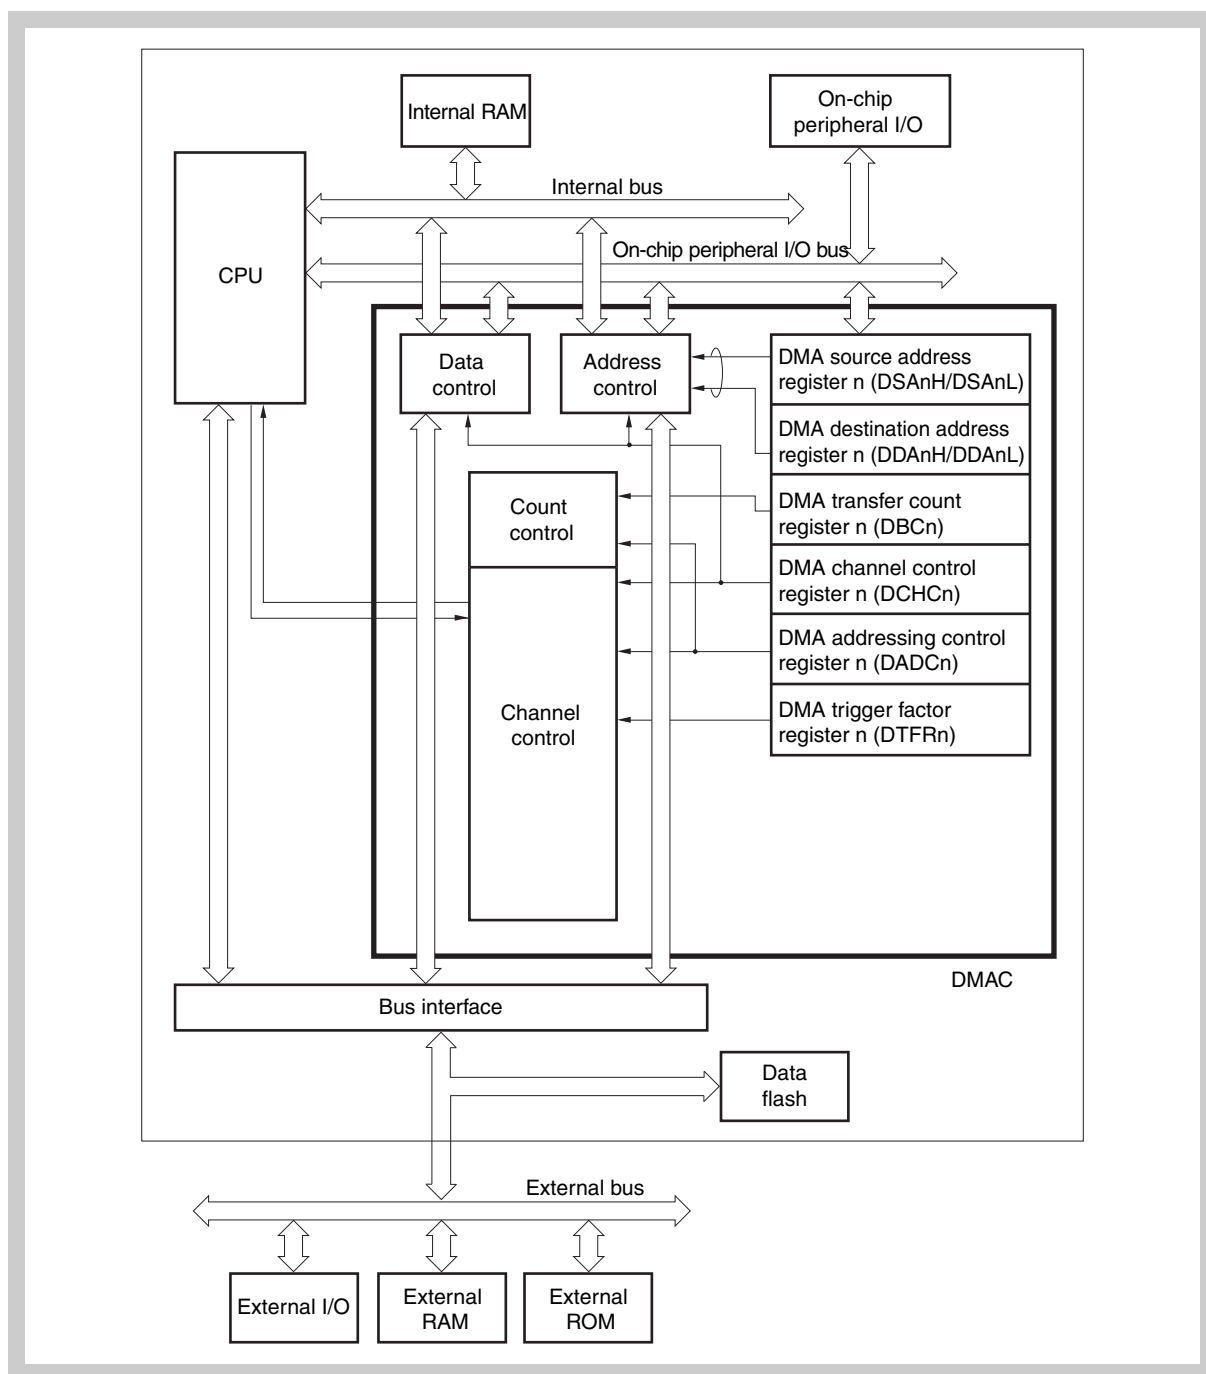 Internal RAM
On-chip
peripheral I/O
Internal bus
On-chip peripheral I/O bus
CPU
Data
control
Address
control
DMA source address
register n (DSAnH/DSAnL)
DMA destination address
register n (DDAnH/DDAnL)
Count
control
DMA transfer count
register n (DBCn)
DMA channel control
register n (DCHCn)
DMA addressing control
register n (DADCn)
Channel
control
DMA trigger factor
register n (DTFRn)
DMAC
Bus interface
Data
flash
External bus
External I/O
External
RAM
External
ROM